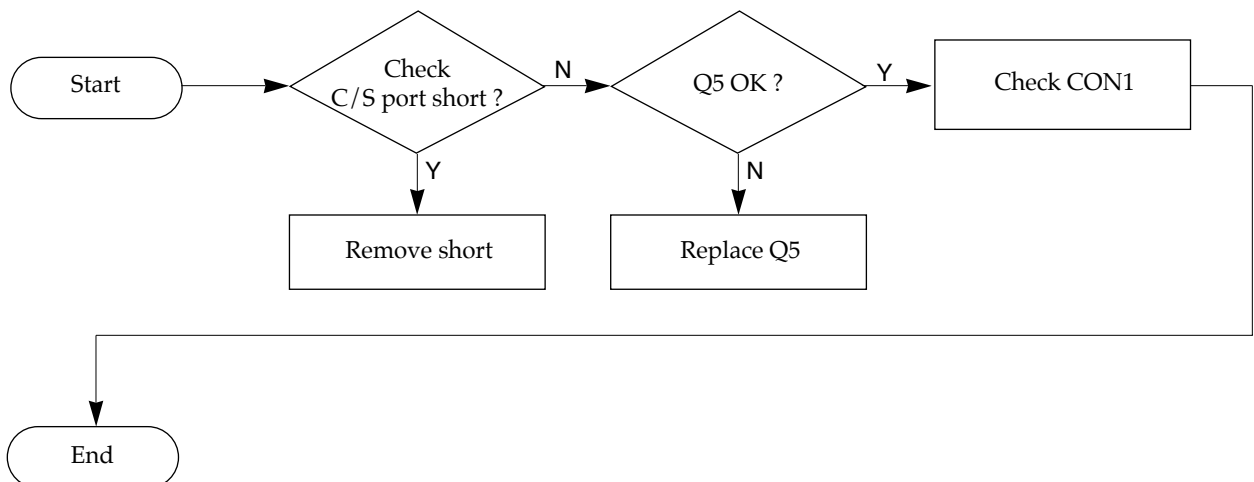 Start
Check
C/S port short ?
N
Q5 OK ?
Y
Check CON1
Y
Remove short
N
Replace Q5
End